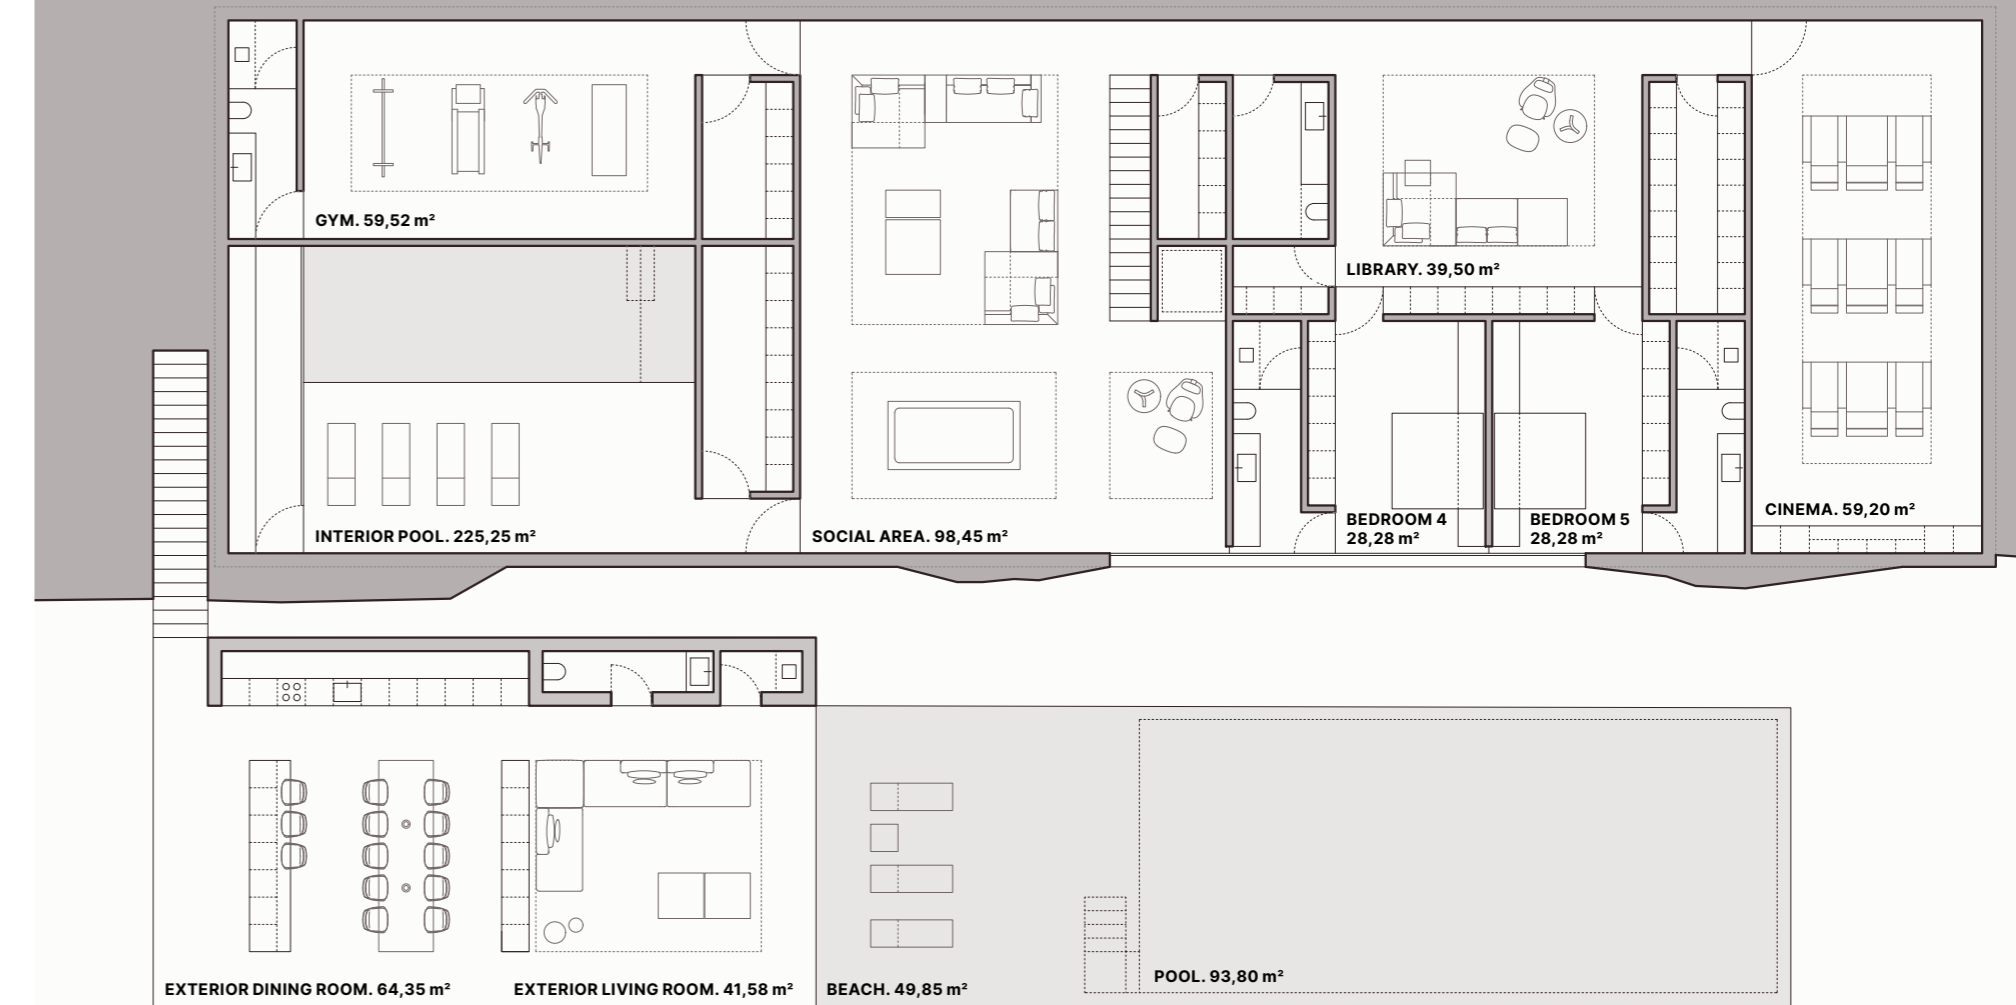 GYM. 59,52 m²
LIBRARY. 39,50 m²
INTERIOR POOL. 225,25 m²
SOCIAL AREA. 98,45 m²
BEDROOM 4
28,28 m²
BEDROOM 5
28,28 m²
CINEMA. 59,20 m²
EXTERIOR DINING ROOM. 64,35 m²
EXTERIOR LIVING ROOM. 41,58 m²
BEACH. 49,85 m²
POOL. 93,80 m²